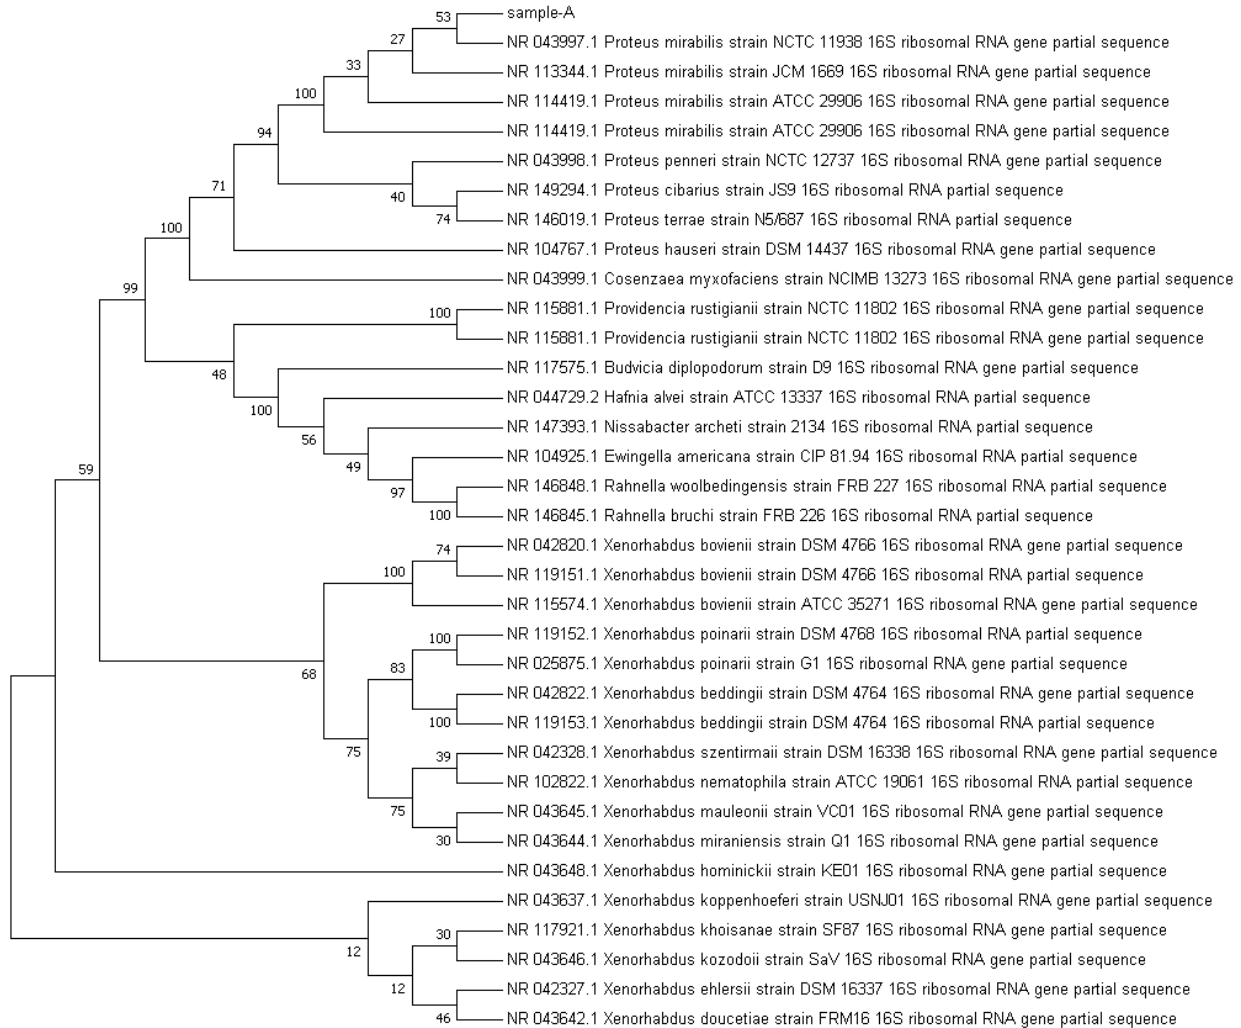 53
sample-A
27
NR 043997.1 Proteus mirabilis strain NCTC 11938 16S ribosomal RNA gene partial sequence
33
NR 113344.1 Proteus mirabilis strain JCM 1669 16S ribosomal RNA gene partial sequence
100
NR 114419.1 Proteus mirabilis strain ATCC 29906 16S ribosomal RNA gene partial sequence
94
NR 114419.1 Proteus mirabilis strain ATCC 29906 16S ribosomal RNA gene partial sequence
NR 043998.1 Proteus penneri strain NCTC 12737 16S ribosomal RNA gene partial sequence
71
40
NR 149294.1 Proteus cibarius strain JS9 16S ribosomal RNA partial sequence
74
NR 146019.1 Proteus terrae strain N5/687 16S ribosomal RNA partial sequence
100
NR 104767.1 Proteus hauseri strain DSM 14437 16S ribosomal RNA gene partial sequence
99
NR 043999.1 Cosenzaea myxofaciens strain NCIMB 13273 16S ribosomal RNA gene partial sequence
100
NR 115881.1 Providencia rustigianii strain NCTC 11802 16S ribosomal RNA gene partial sequence
NR 115881.1 Providencia rustigianii strain NCTC 11802 16S ribosomal RNA gene partial sequence
48
NR 117575.1 Budvicia diplopodorum strain D9 16S ribosomal RNA gene partial sequence
100
NR 044729.2 Hafnia alvei strain ATCC 13337 16S ribosomal RNA partial sequence
56
NR 147393.1 Nissabacter archeti strain 2134 16S ribosomal RNA partial sequence
59
49
NR 104925.1 Ewingella americana strain CIP 81.94 16S ribosomal RNA partial sequence
97
NR 146848.1 Rahnella woolbedingensis strain FRB 227 16S ribosomal RNA partial sequence
100
NR 146845.1 Rahnella bruchi strain FRB 226 16S ribosomal RNA partial sequence
74
NR 042820.1 Xenorhabdus bovienii strain DSM 4766 16S ribosomal RNA gene partial sequence
100
NR 119151.1 Xenorhabdus bovienii strain DSM 4766 16S ribosomal RNA partial sequence
NR 115574.1 Xenorhabdus bovienii strain ATCC 35271 16S ribosomal RNA gene partial sequence
100
NR 119152.1 Xenorhabdus poinarii strain DSM 4768 16S ribosomal RNA partial sequence
68
83
NR 025875.1 Xenorhabdus poinarii strain G1 16S ribosomal RNA gene partial sequence
NR 042822.1 Xenorhabdus beddingii strain DSM 4764 16S ribosomal RNA gene partial sequence
100
NR 119153.1 Xenorhabdus beddingii strain DSM 4764 16S ribosomal RNA partial sequence
75
39
NR 042328.1 Xenorhabdus szentirmaii strain DSM 16338 16S ribosomal RNA gene partial sequence
NR 102822.1 Xenorhabdus nematophila strain ATCC 19061 16S ribosomal RNA partial sequence
75
NR 043645.1 Xenorhabdus mauleonii strain VC01 16S ribosomal RNA gene partial sequence
30
NR 043644.1 Xenorhabdus miraniensis strain Q1 16S ribosomal RNA gene partial sequence
NR 043648.1 Xenorhabdus hominickii strain KE01 16S ribosomal RNA gene partial sequence
NR 043637.1 Xenorhabdus koppenhoeferi strain USNJ01 16S ribosomal RNA gene partial sequence
12
30
NR 117921.1 Xenorhabdus khoisanae strain SF87 16S ribosomal RNA gene partial sequence
NR 043646.1 Xenorhabdus kozodoii strain SaV 16S ribosomal RNA gene partial sequence
12
NR 042327.1 Xenorhabdus ehlersii strain DSM 16337 16S ribosomal RNA gene partial sequence
46
NR 043642.1 Xenorhabdus doucetiae strain FRM16 16S ribosomal RNA gene partial sequence